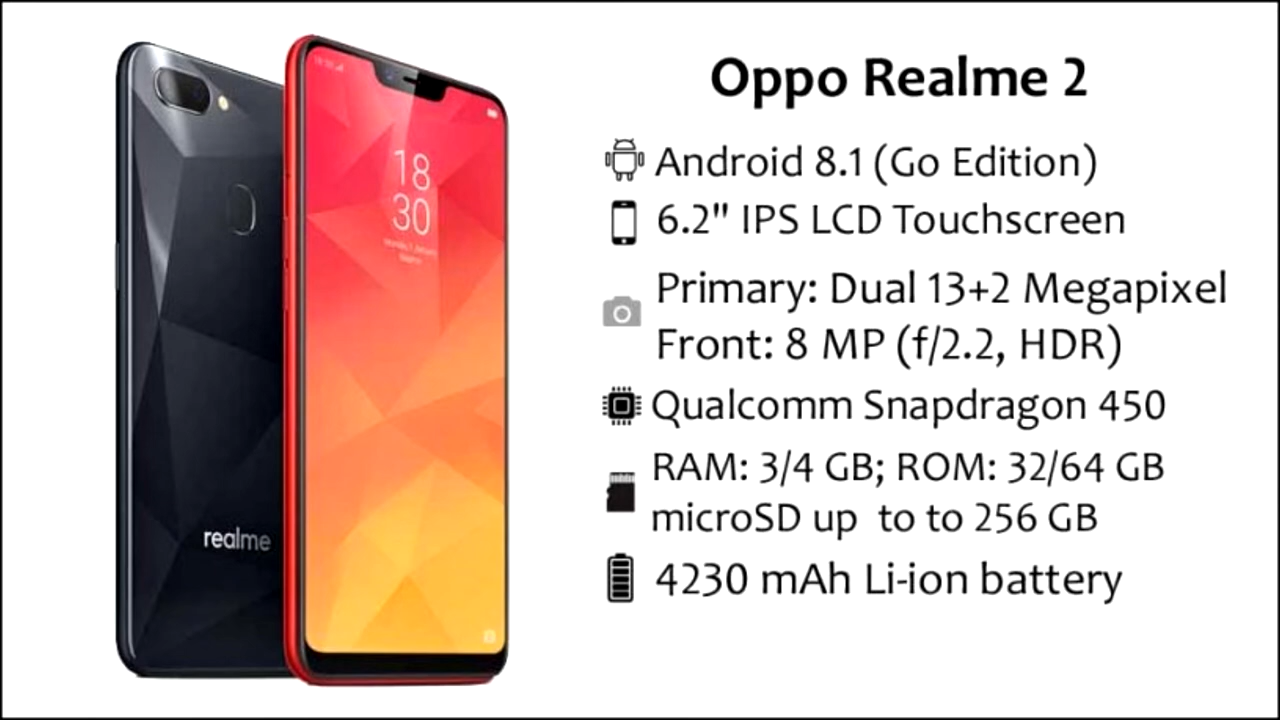 Oppo Realme 2
Android 8.1 (Go Edition)
6.2" IPS LCD Touchscreen
Primary: Dual 13+2 Megapixel
Front: 8 MP (f/2.2, HDR)
Qualcomm Snapdragon 450
RAM: 3/4 GB; ROM: 32/64 GB
microSD up to to 256 GB
4230 mAh Li-ion battery
realme
18
30